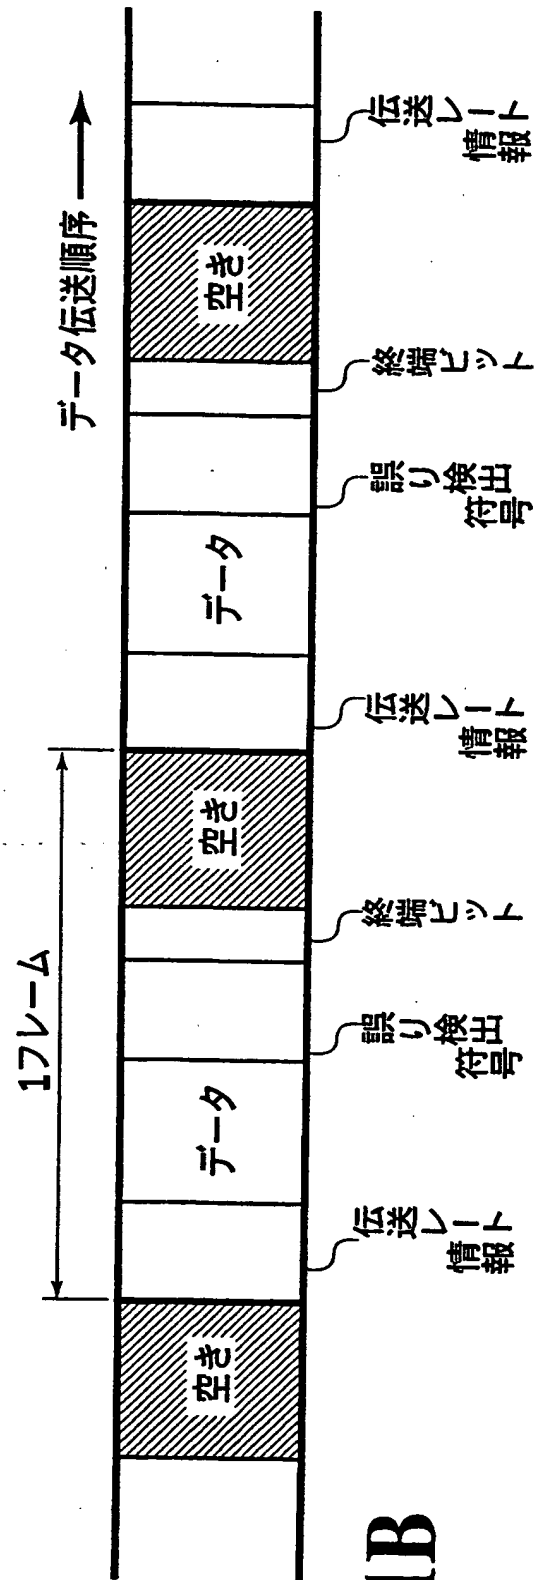 1フレーム
データ伝送順序
空き
データ
空き
データ
空き
伝送レート
情報
誤り検出
符号
終端ビット
伝送レート
情報
誤り検出
符号
終端ビット
伝送レート
情報
1B